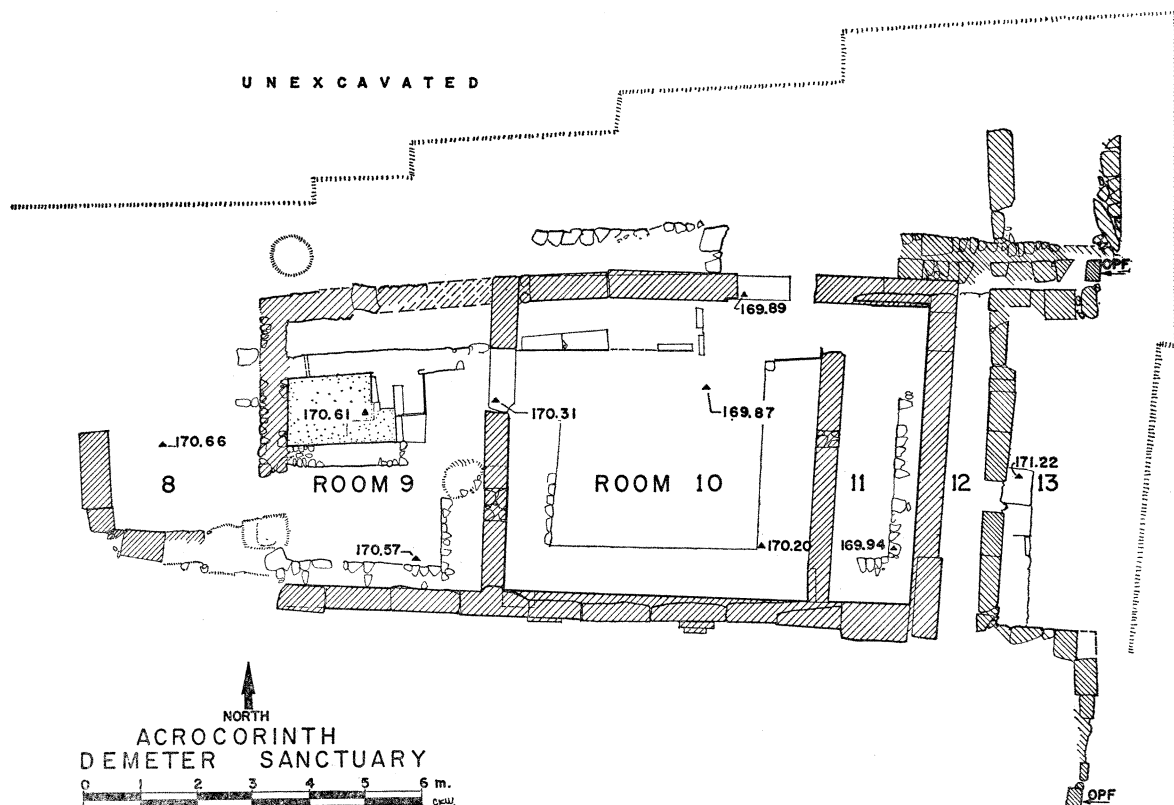 UNEXCAVATED
OPF
169.89
170.61
170.31
169.87
170.66
171.22
8
ROOM 9
ROOM 10
11
12
13
170.57
170.20
169.94
NORTH
ACROCORINTH
DEMETER SANCTUARY
0 1 2 3 4 5 6 m.
CKW
OPF